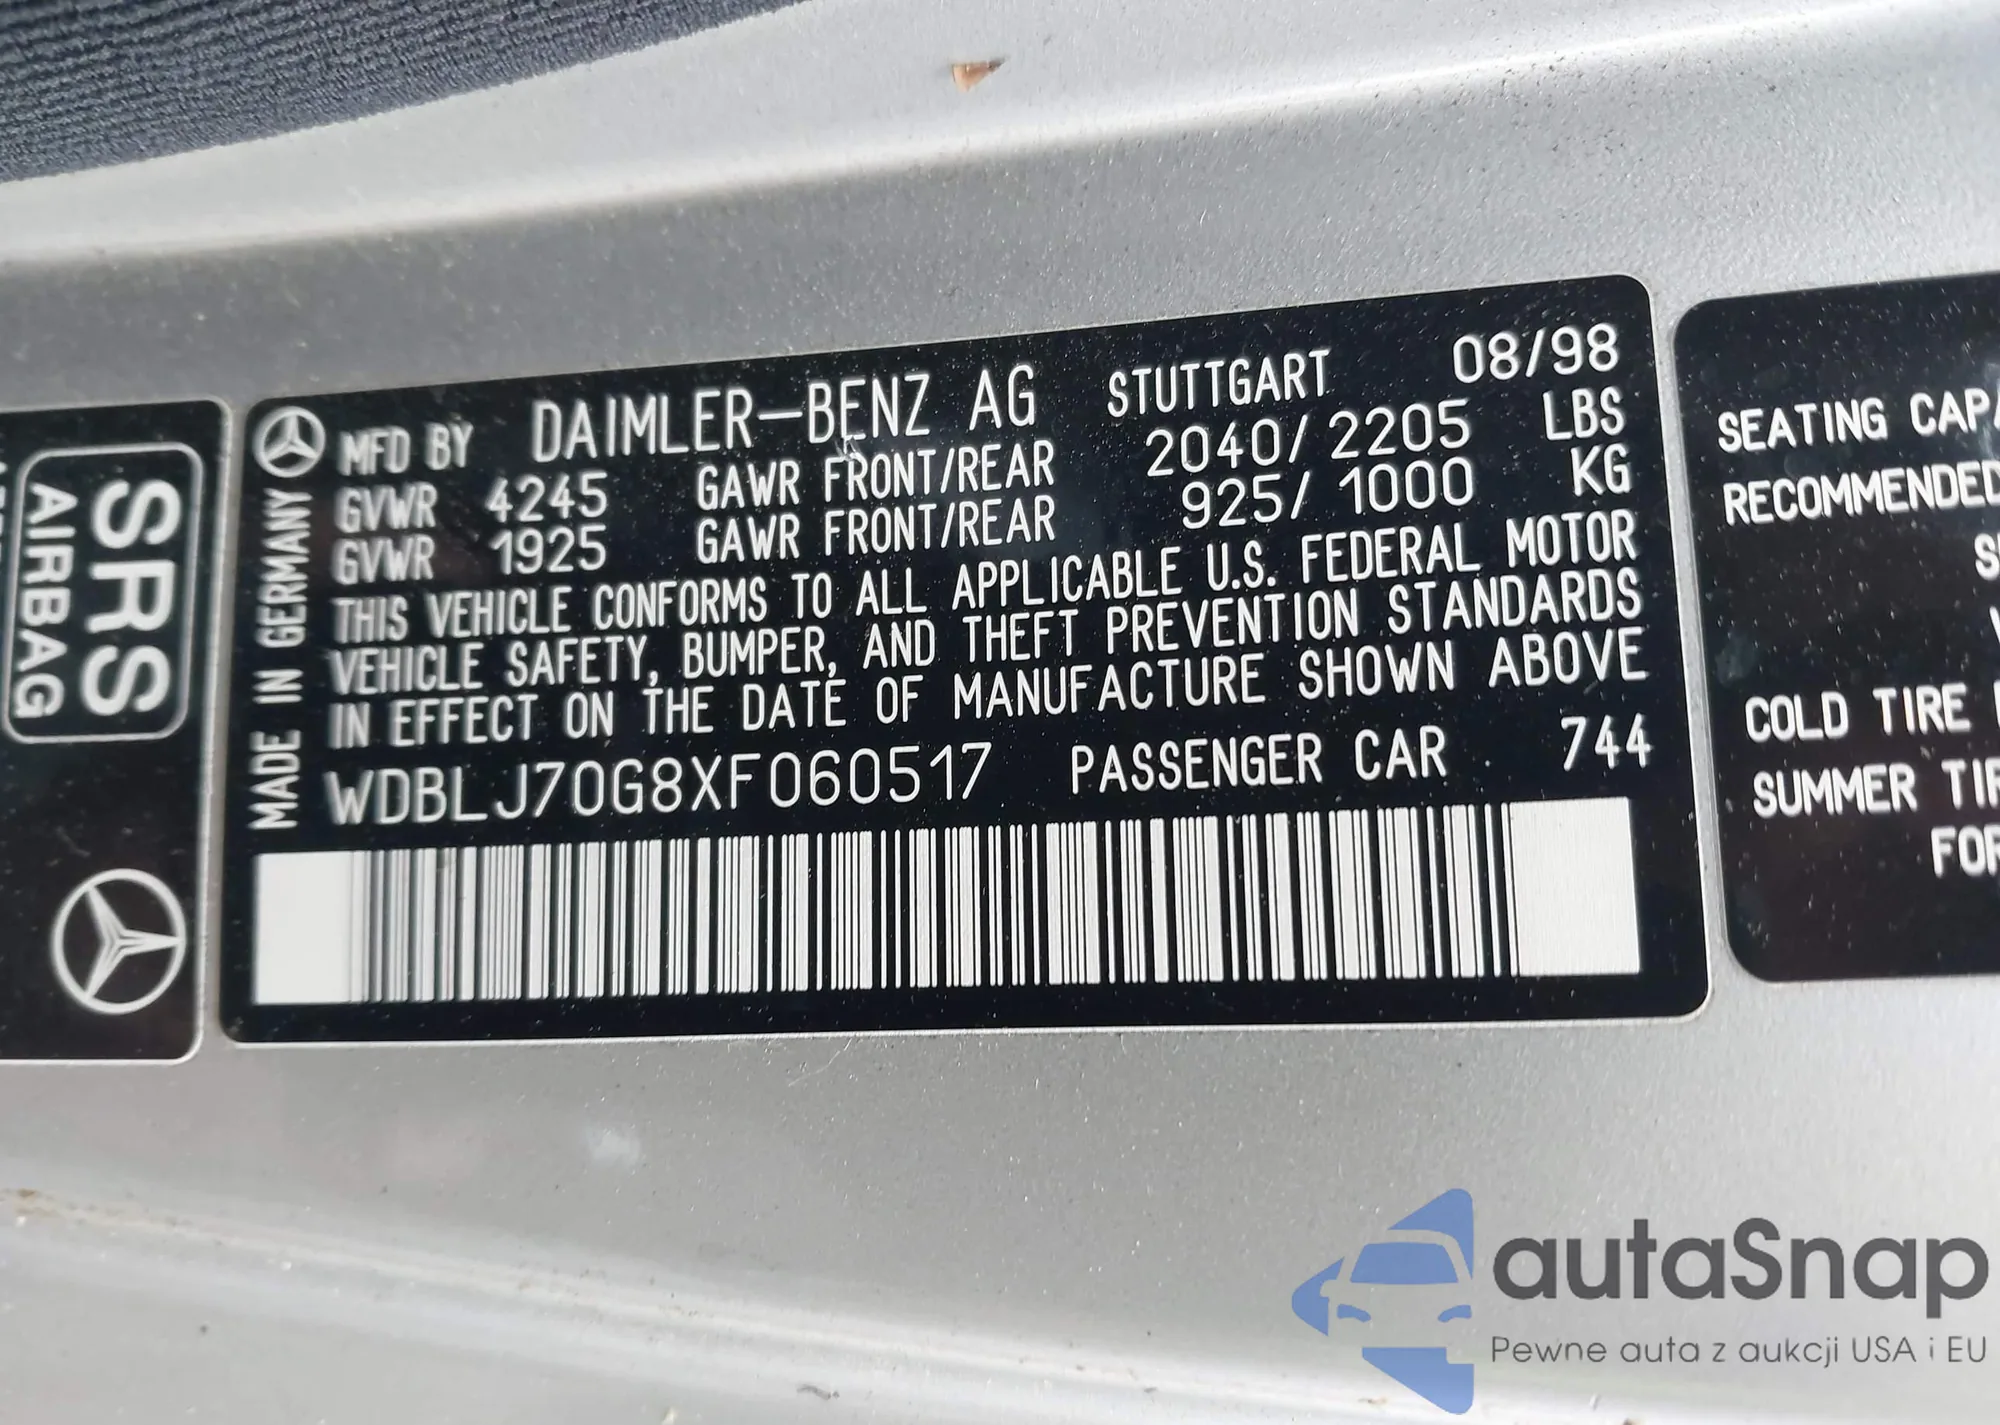 SRS
AIRBAG
MADE IN GERMANY
MFD BY DAIMLER-BENZ AG STUTTGART 08/98
GVWR 4245 GAWR FRONT/REAR 2040/2205 LBS
GVWR 1925 GAWR FRONT/REAR 925/1000 KG
THIS VEHICLE CONFORMS TO ALL APPLICABLE U.S. FEDERAL MOTOR
VEHICLE SAFETY, BUMPER, AND THEFT PREVENTION STANDARDS
IN EFFECT ON THE DATE OF MANUFACTURE SHOWN ABOVE
WDBLJ70G8XF060517 PASSENGER CAR 744
SEATING
RECOMMENDED
COLD TIRE
SUMMER
FOR
autaSnap
Pewne auta z aukcji USA i EU